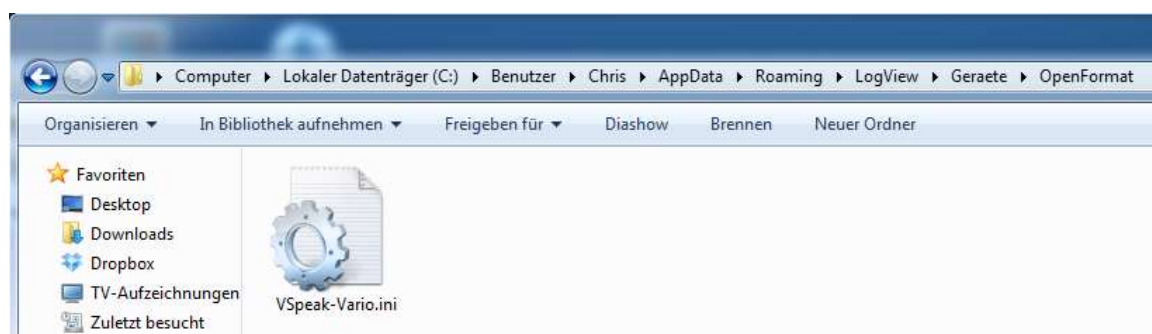 Computer ▸ Lokaler Datenträger (C:) ▸ Benutzer ▸ Chris ▸ AppData ▸ Roaming ▸ LogView ▸ Geraete ▸ OpenFormat
Organisieren In Bibliothek aufnehmen Freigeben für Diashow Brennen Neuer Ordner
Favoriten
Desktop
Downloads
Dropbox
TV-Aufzeichnungen
Zuletzt besucht
VSpeak-Vario.ini